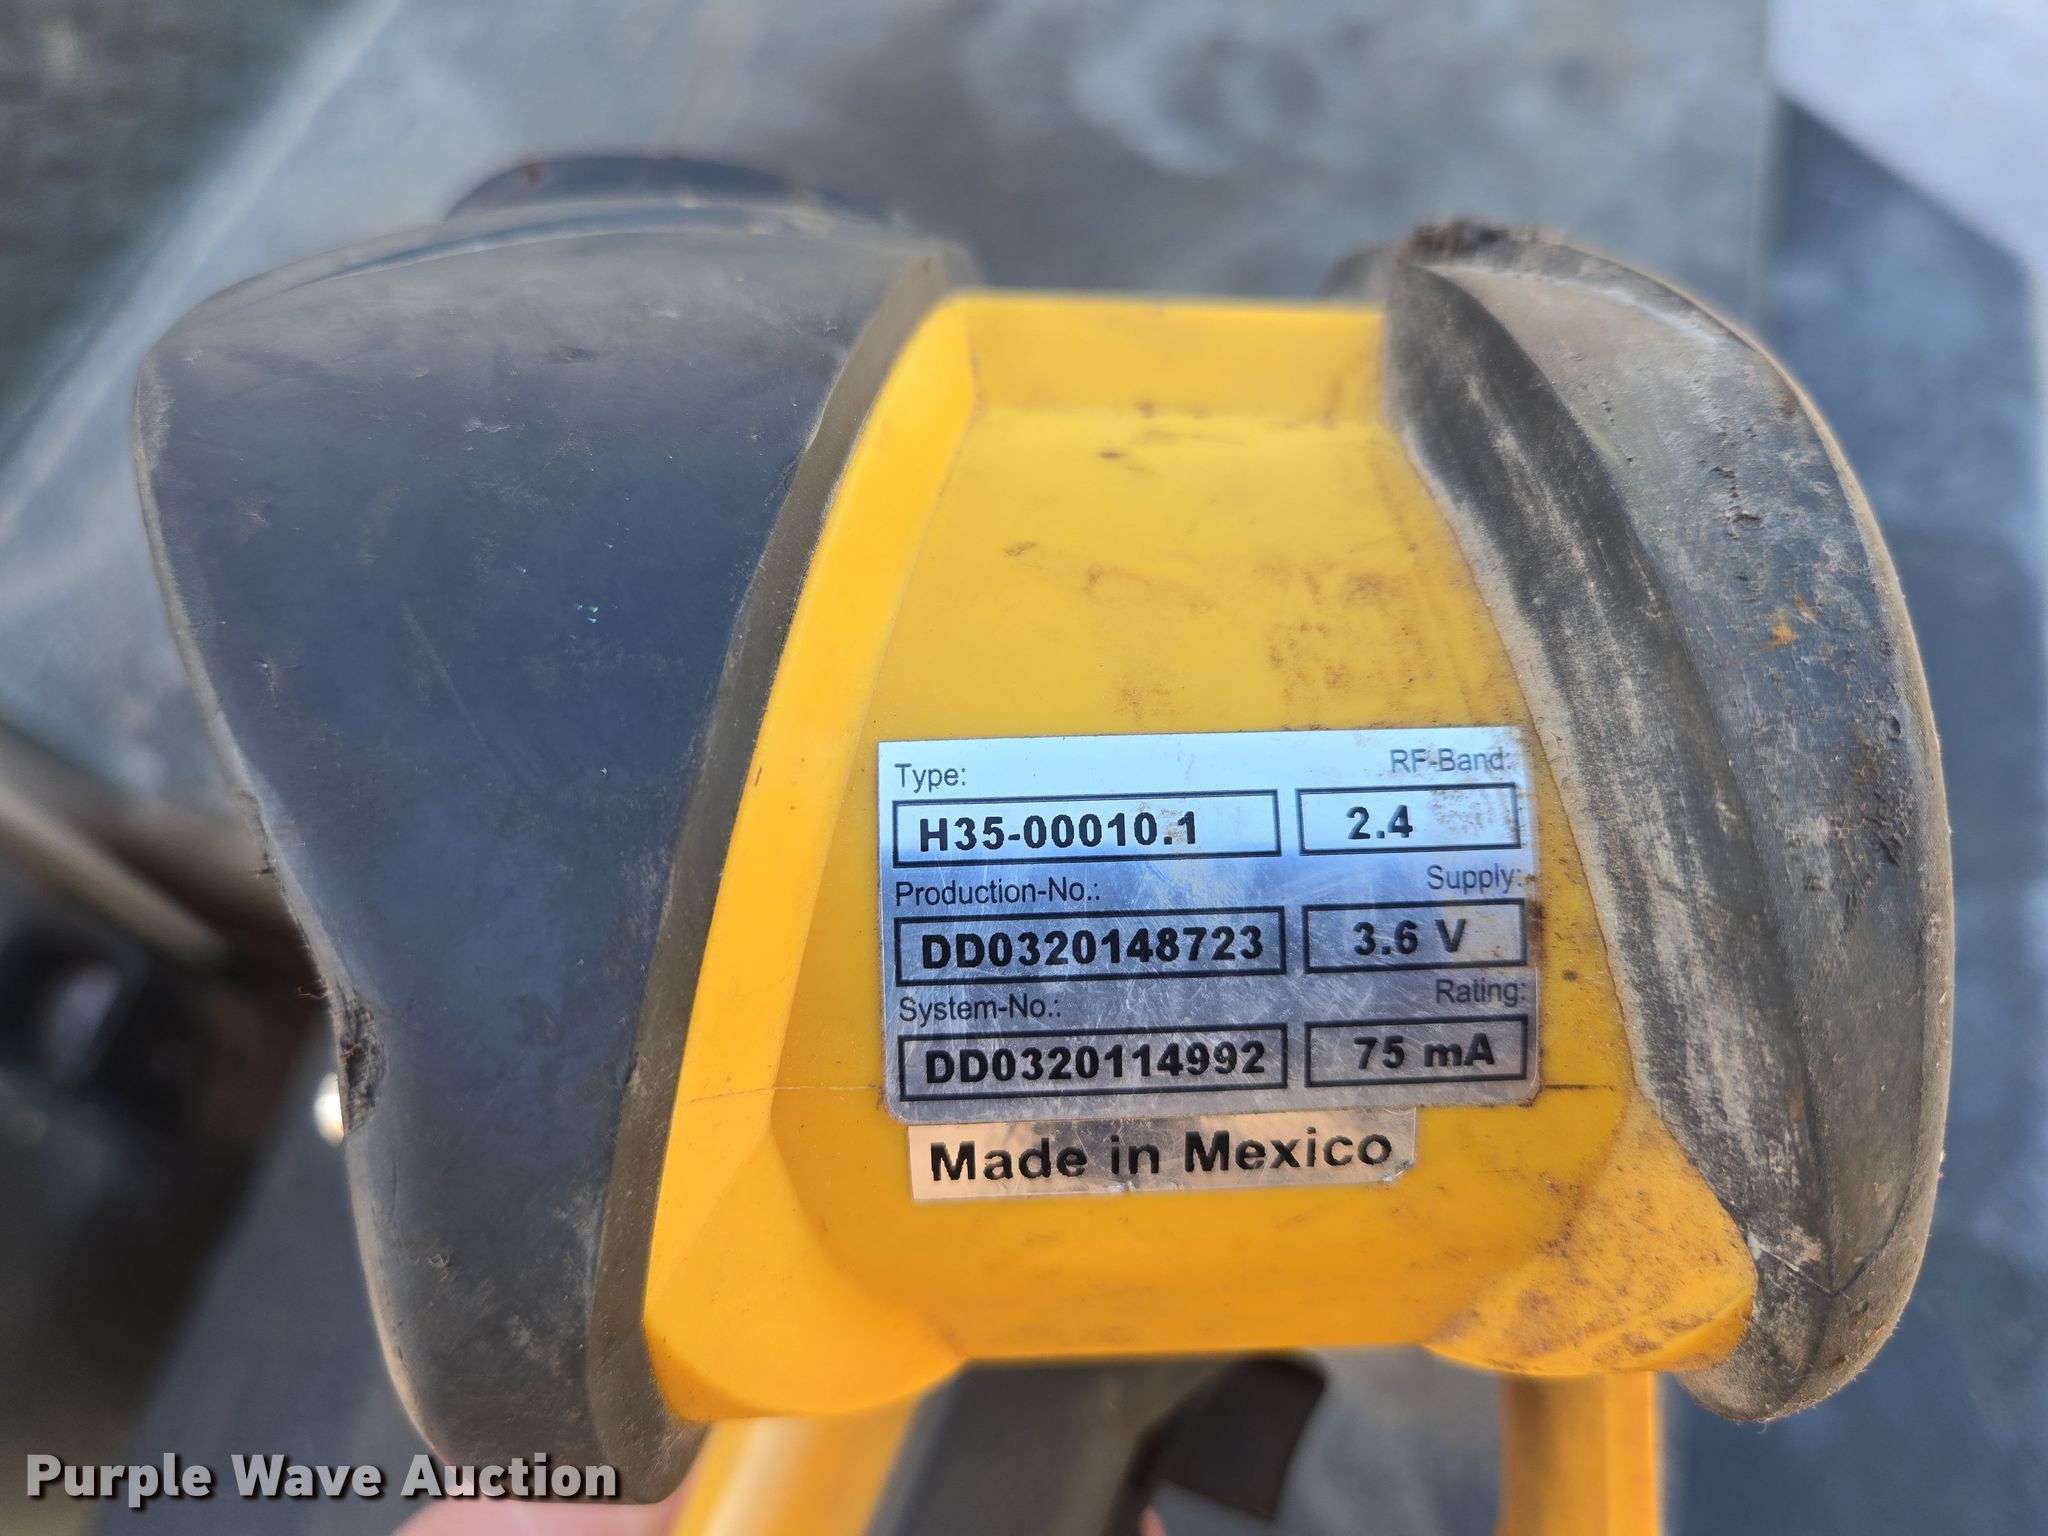 Type: RF-Band:
H35-00010.1 2.4
Production-No.: Supply:
DD0320148723 3.6 V
System-No.: Rating:
DD0320114992 75 mA
Made in Mexico
Purple Wave Auction